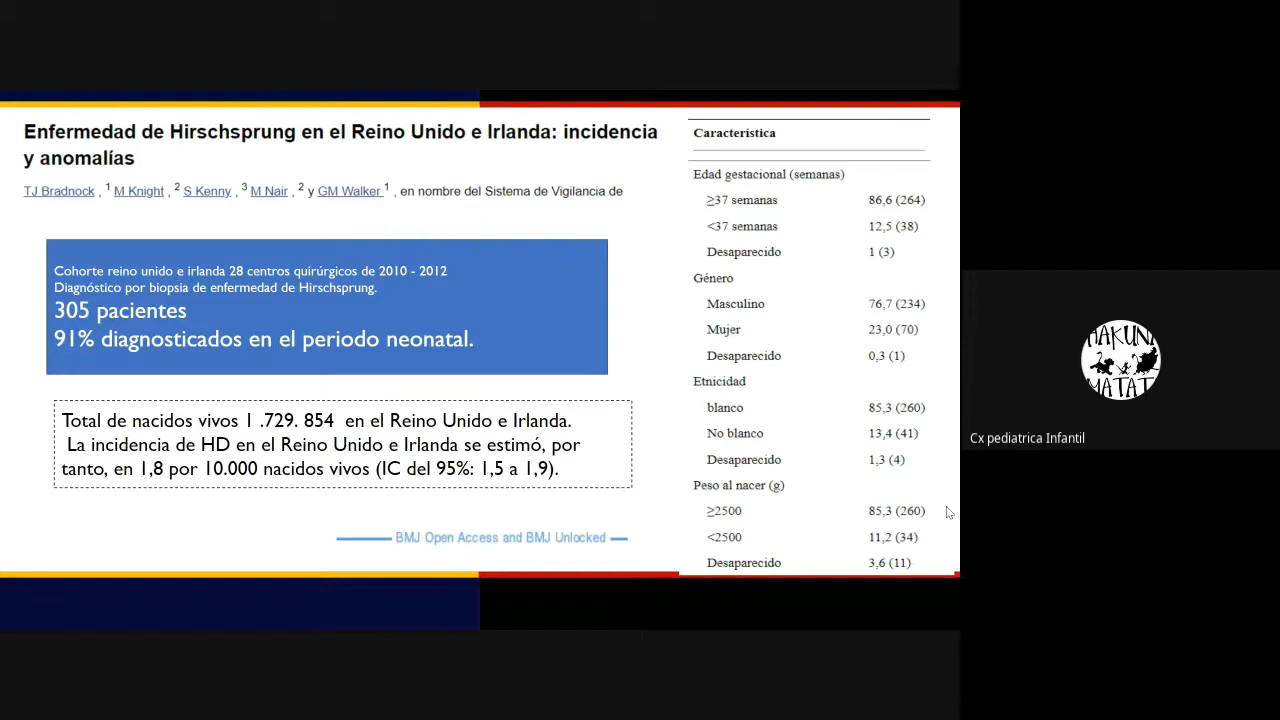 Enfermedad de Hirschsprung en el Reino Unido e Irlanda: incidencia
y anomalías
TJ Bradnock , 1 M Knight , 2 S Kenny , 3 M Nair , 2 y GM Walker 1 , en nombre del Sistema de Vigilancia de
Cohorte reino unido e irlanda 28 centros quirúrgicos de 2010 - 2012
Diagnóstico por biopsia de enfermedad de Hirschsprung.
305 pacientes
91% diagnosticados en el periodo neonatal.
Total de nacidos vivos 1 .729. 854 en el Reino Unido e Irlanda.
La incidencia de HD en el Reino Unido e Irlanda se estimó, por
tanto, en 1,8 por 10.000 nacidos vivos (IC del 95%: 1,5 a 1,9).
BMJ Open Access and BMJ Unlocked
Característica
Edad gestacional (semanas)
≥37 semanas 86,6 (264)
<37 semanas 12,5 (38)
Desaparecido 1 (3)
Género
Masculino 76,7 (234)
Mujer 23,0 (70)
Desaparecido 0,3 (1)
Etnicidad
blanco 85,3 (260)
No blanco 13,4 (41)
Desaparecido 1,3 (4)
Peso al nacer (g)
≥2500 85,3 (260)
<2500 11,2 (34)
Desaparecido 3,6 (11)
HAKUNA
MATAT
Cx pediatrica Infantil